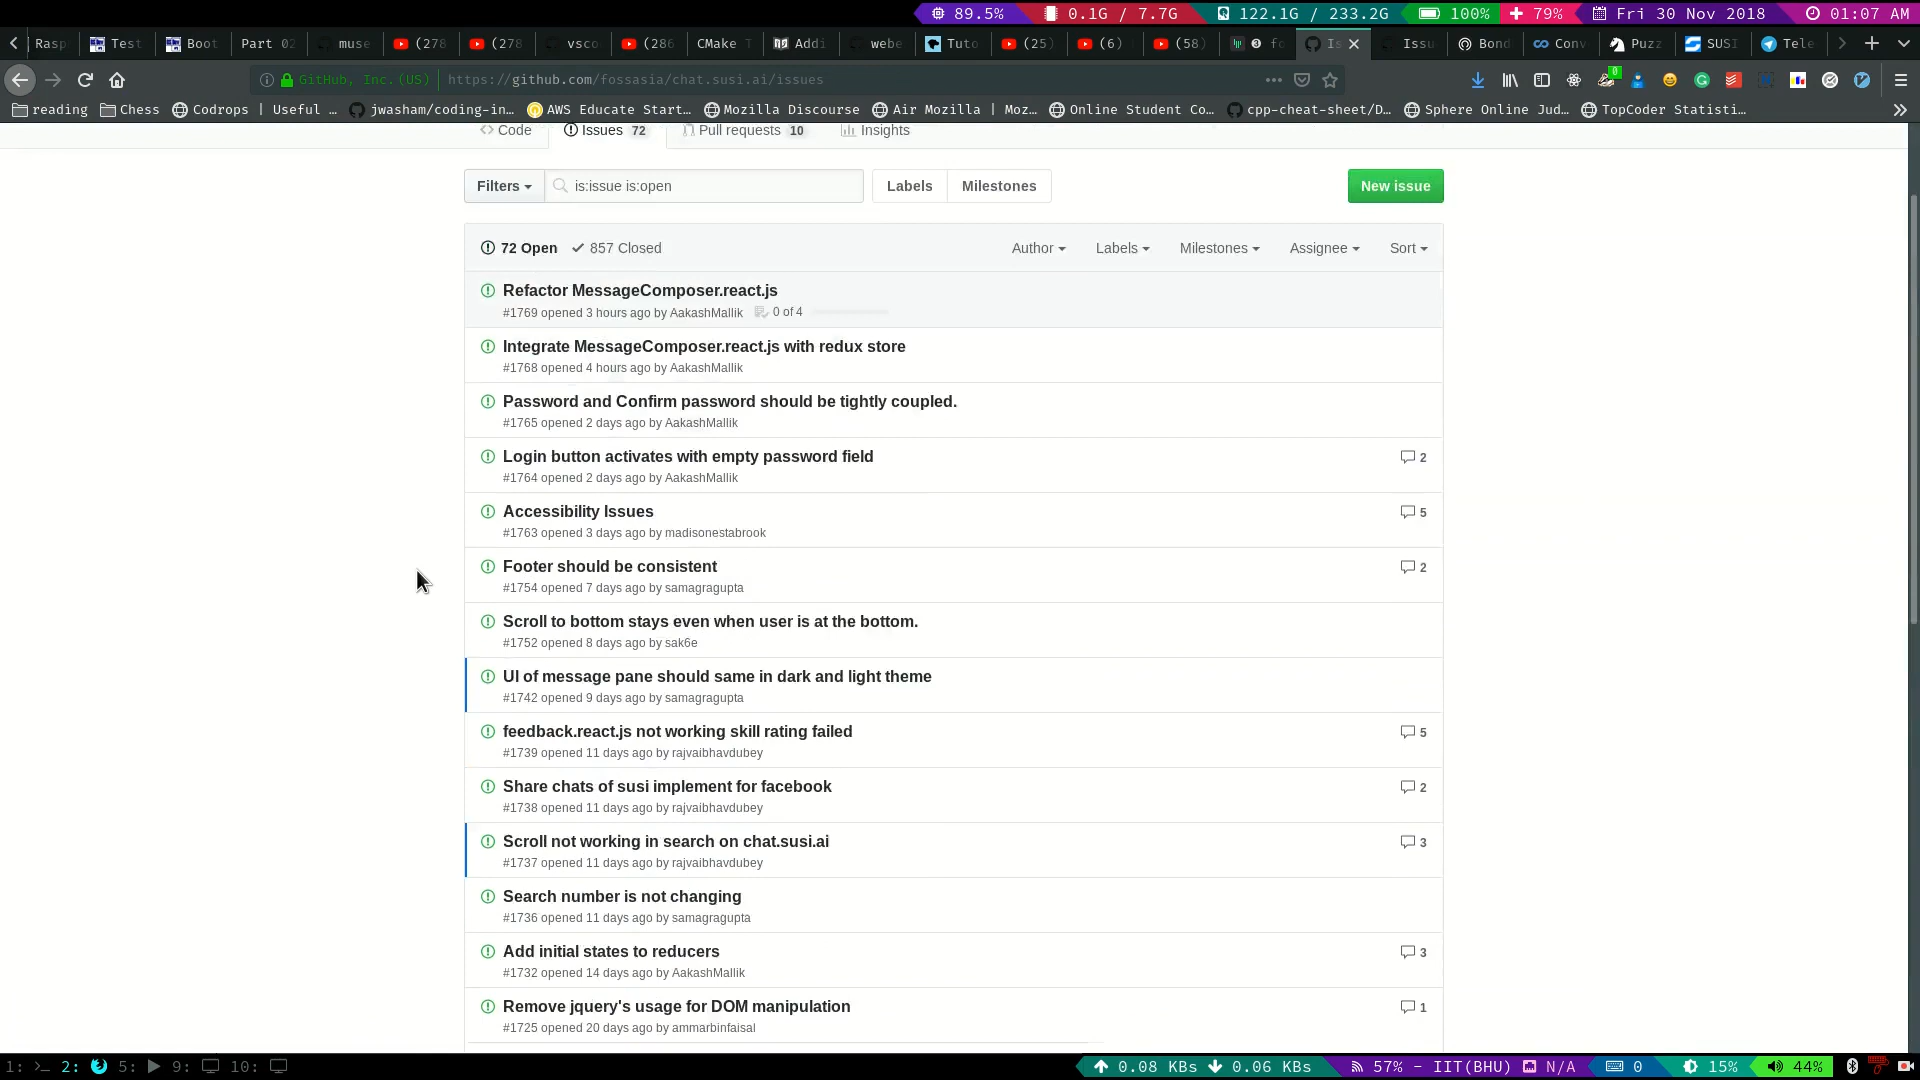 89.5% 0.1G / 7.7G 122.1G / 233.2G 100% 79% Fri 30 Nov 2018 01:07 AM
Rasp Test Boot Part 02 muse (278 (278 vsco (286 CMake T Addi webe Tuto (25) (6) (58) fo Is Issu Bond Conv Puzz SUSI Tele
GitHub, Inc. (US) https://github.com/fossasia/chat.susi.ai/issues
reading Chess Codrops | Useful … jwasham/coding-in… AWS Educate Start… Mozilla Discourse Air Mozilla | Moz… Online Student Co… cpp-cheat-sheet/D… Sphere Online Jud… TopCoder Statisti…
Code Issues 72 Pull requests 10 Insights
Filters is:issue is:open Labels Milestones New issue
72 Open 857 Closed Author Labels Milestones Assignee Sort
Refactor MessageComposer.react.js
#1769 opened 3 hours ago by AakashMallik 0 of 4
Integrate MessageComposer.react.js with redux store
#1768 opened 4 hours ago by AakashMallik
Password and Confirm password should be tightly coupled.
#1765 opened 2 days ago by AakashMallik
Login button activates with empty password field 2
#1764 opened 2 days ago by AakashMallik
Accessibility Issues 5
#1763 opened 3 days ago by madisonestabrook
Footer should be consistent 2
#1754 opened 7 days ago by samagragupta
Scroll to bottom stays even when user is at the bottom.
#1752 opened 8 days ago by sak6e
UI of message pane should same in dark and light theme
#1742 opened 9 days ago by samagragupta
feedback.react.js not working skill rating failed 5
#1739 opened 11 days ago by rajvaibhavdubey
Share chats of susi implement for facebook 2
#1738 opened 11 days ago by rajvaibhavdubey
Scroll not working in search on chat.susi.ai 3
#1737 opened 11 days ago by rajvaibhavdubey
Search number is not changing
#1736 opened 11 days ago by samagragupta
Add initial states to reducers 3
#1732 opened 14 days ago by AakashMallik
Remove jquery's usage for DOM manipulation 1
#1725 opened 20 days ago by ammarbinfaisal
1: 2: 5: 9: 10: 0.08 KBs 0.06 KBs 57% - IIT(BHU) N/A 0 15% 44%